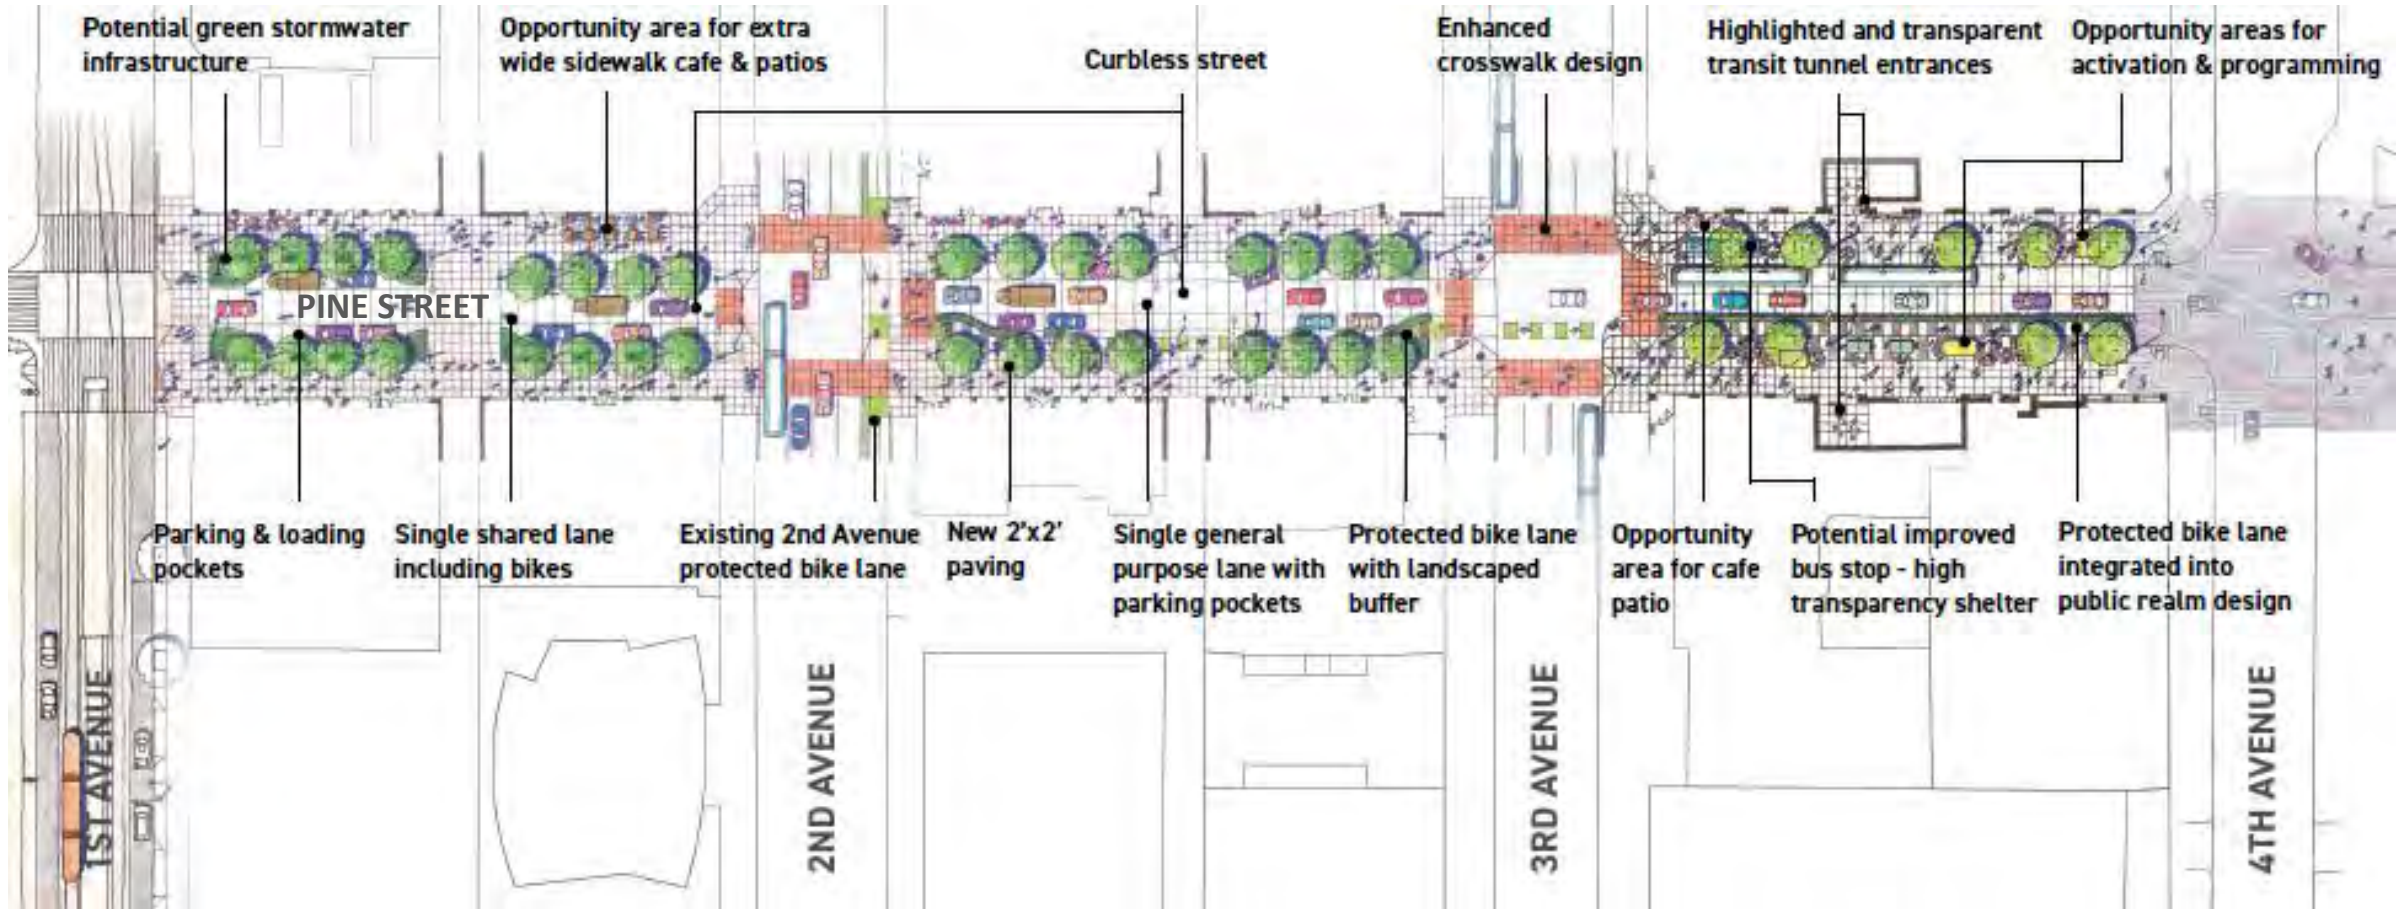 Potential green stormwater
infrastructure
Opportunity area for extra
wide sidewalk cafe & patios
Curbless street
Enhanced
crosswalk design
Highlighted and transparent
transit tunnel entrances
Opportunity areas for
activation & programming
PINE STREET
Parking & loading
pockets
Single shared lane
including bikes
Existing 2nd Avenue
protected bike lane
New 2'x2'
paving
Single general
purpose lane with
parking pockets
Protected bike lane
with landscaped
buffer
Opportunity
area for cafe
patio
Potential improved
bus stop - high
transparency shelter
Protected bike lane
integrated into
public realm design
1ST AVENUE
2ND AVENUE
3RD AVENUE
4TH AVENUE